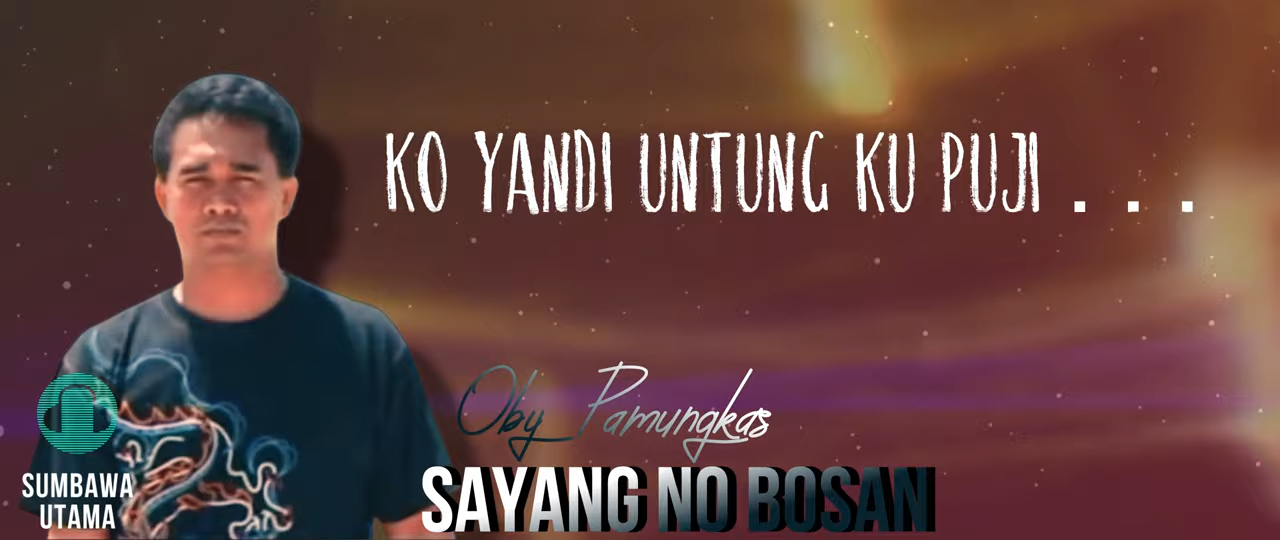 KO YANDI UNTUNG KU PUJI . . .
Oby Pamungkas
SAYANG NO BOSAN
SUMBAWA
UTAMA